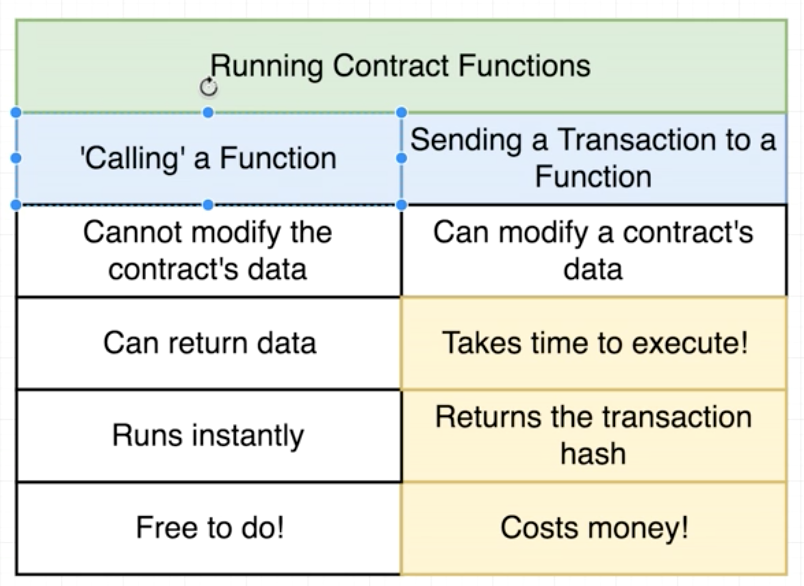 Running Contract Functions
'Calling' a Function
Sending a Transaction to a
Function
Cannot modify the
contract's data
Can modify a contract's
data
Can return data
Takes time to execute!
Runs instantly
Returns the transaction
hash
Free to do!
Costs money!